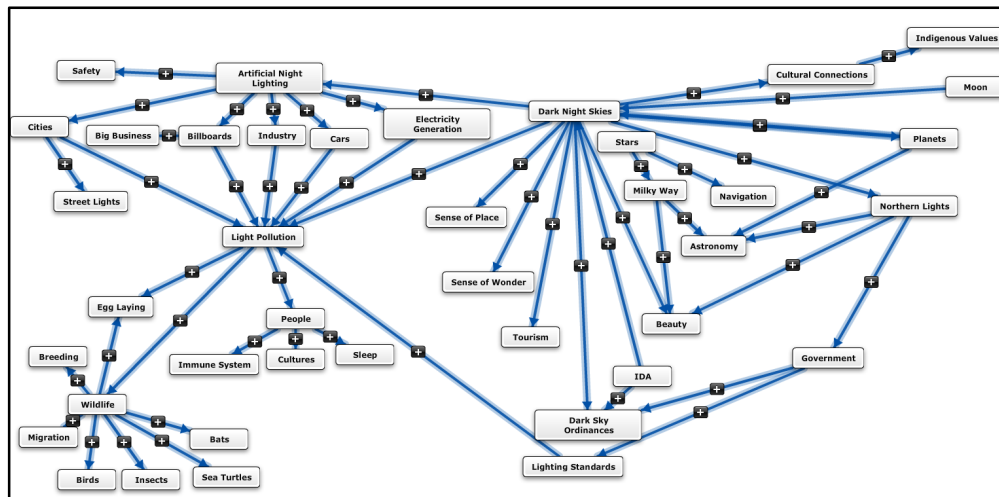 Indigenous Values
Safety
Artificial Night
Lighting
Cultural Connections
Moon
Dark Night Skies
Cities
Big Business
Billboards
Industry
Cars
Electricity
Generation
Stars
Planets
Street Lights
Milky Way
Navigation
Northern Lights
Sense of Place
Light Pollution
Astronomy
Sense of Wonder
Egg Laying
People
Beauty
Tourism
Breeding
Immune System
Cultures
Sleep
Government
IDA
Wildlife
Migration
Bats
Dark Sky
Ordinances
Birds
Insects
Sea Turtles
Lighting Standards